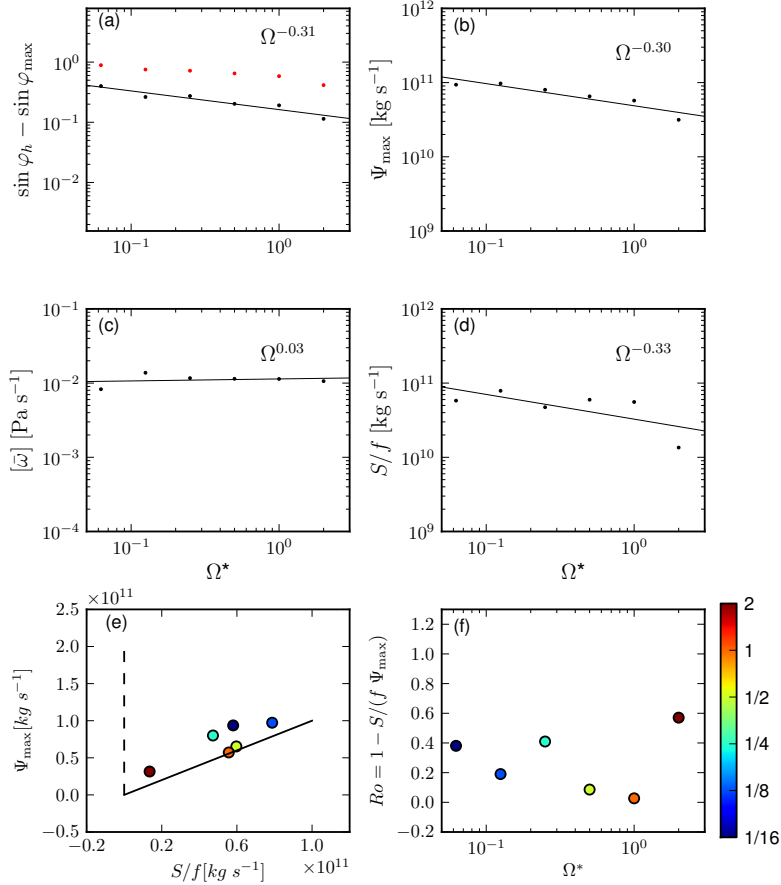 (a)
Ω^{-0.31}
10^0
10^{-1}
10^{-2}
10^{-1}
10^0
sin φ_h − sin φ_max
(b)
Ω^{-0.30}
10^{12}
10^{11}
10^{10}
10^9
10^{-1}
10^0
Ψ_max [kg s^{-1}]
(c)
Ω^{0.03}
10^{-1}
10^{-2}
10^{-3}
10^{-4}
10^{-1}
10^0
[ω̄] [Pa s^{-1}]
Ω*
(d)
Ω^{-0.33}
10^{12}
10^{11}
10^{10}
10^9
10^{-1}
10^0
S/f [kg s^{-1}]
Ω*
×10^{11}
(e)
2.5
2.0
1.5
1.0
0.5
0.0
−0.5
−0.2
0.2
0.6
1.0
×10^{11}
Ψ_max[kg s^{-1}]
S/f[kg s^{-1}]
(f)
1.2
1.0
0.8
0.6
0.4
0.2
0.0
−0.2
10^{-1}
10^0
Ro = 1 − S/(f Ψ_max)
Ω*
2
1
1/2
1/4
1/8
1/16